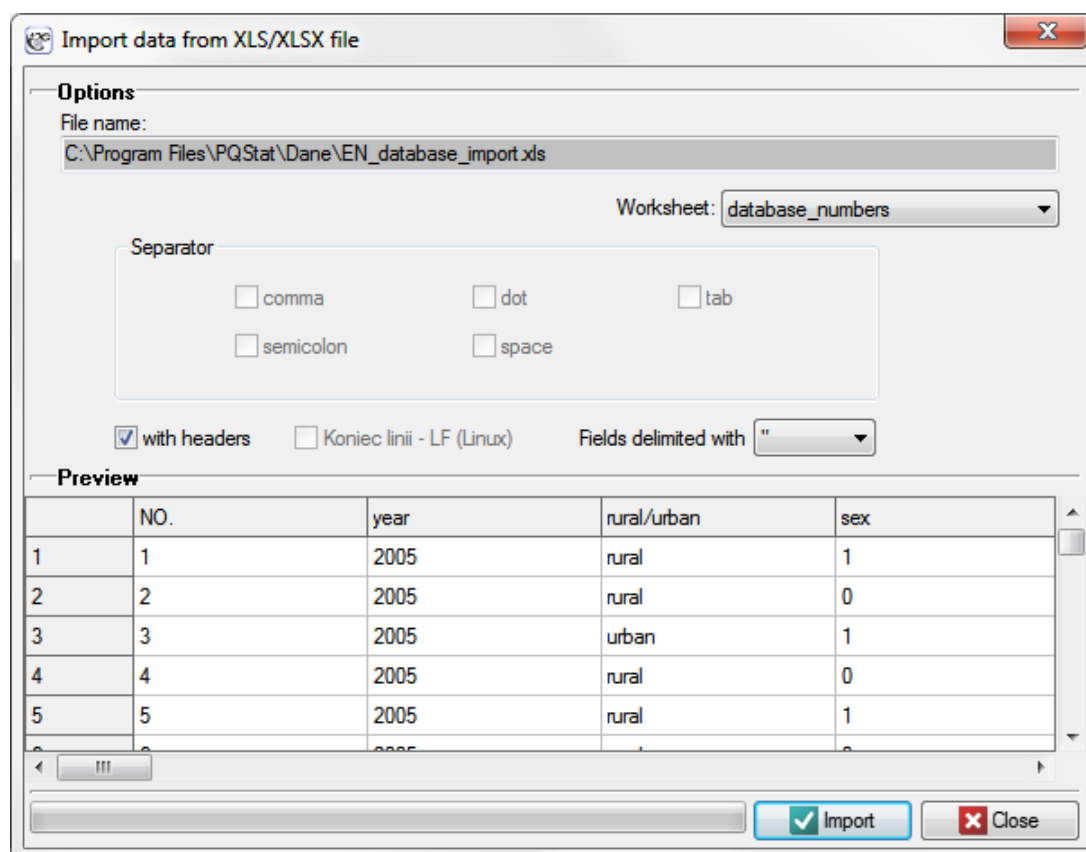 Import data from XLS/XLSX file
Options
File name:
C:\Program Files\PQStat\Dane\EN_database_import.xls
Worksheet: database_numbers
Separator
comma dot tab
semicolon space
with headers Koniec linii - LF (Linux) Fields delimited with "
Preview
NO. year rural/urban sex
1 1 2005 rural 1
2 2 2005 rural 0
3 3 2005 urban 1
4 4 2005 rural 0
5 5 2005 rural 1
Import Close